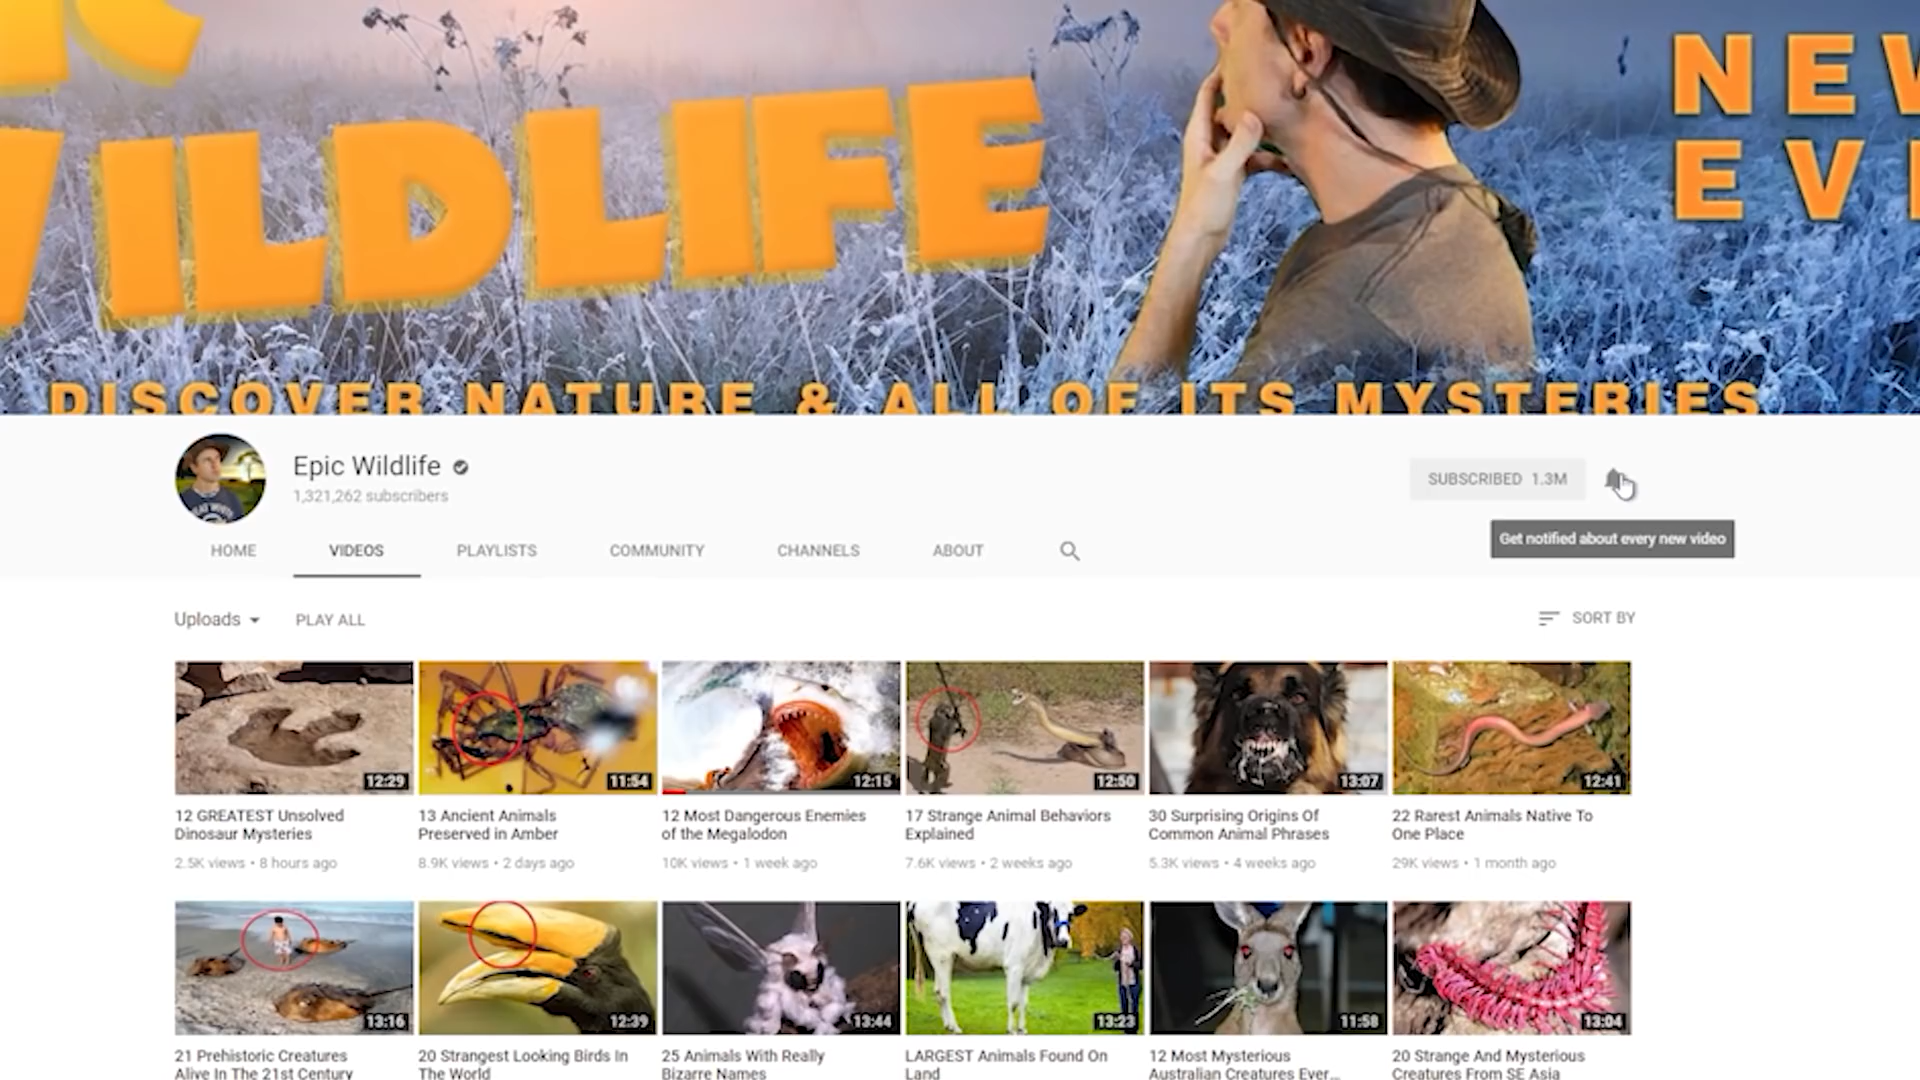 NEW
WILDLIFE
EV
DISCOVER NATURE & ALL OF ITS MYSTERIES
Epic Wildlife
1,321,262 subscribers
SUBSCRIBED 1.3M
Get notified about every new video
HOME VIDEOS PLAYLISTS COMMUNITY CHANNELS ABOUT
Uploads PLAY ALL SORT BY
12:29 11:54 12:15 12:50 13:07 12:41
12 GREATEST Unsolved
Dinosaur Mysteries
2.5K views • 8 hours ago
13 Ancient Animals
Preserved in Amber
8.9K views • 2 days ago
12 Most Dangerous Enemies
of the Megalodon
10K views • 1 week ago
17 Strange Animal Behaviors
Explained
7.6K views • 2 weeks ago
30 Surprising Origins Of
Common Animal Phrases
5.3K views • 4 weeks ago
22 Rarest Animals Native To
One Place
29K views • 1 month ago
13:16 12:39 13:44 13:23 11:58 13:04
21 Prehistoric Creatures
Alive In The 21st Century
20 Strangest Looking Birds In
The World
25 Animals With Really
Bizarre Names
LARGEST Animals Found On
Land
12 Most Mysterious
Australian Creatures Ever...
20 Strange And Mysterious
Creatures From SE Asia